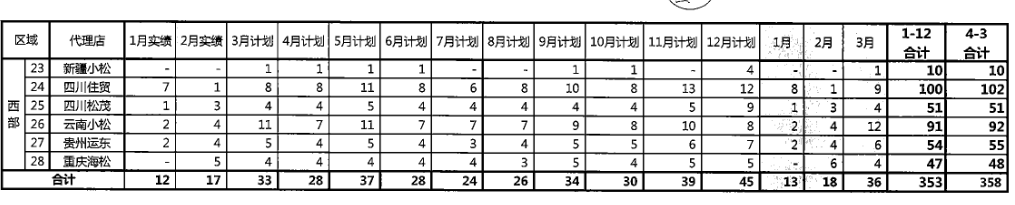 区域 代理店 1月实绩 2月实绩 3月计划 4月计划 5月计划 6月计划 7月计划 8月计划 9月计划 10月计划 11月计划 12月计划 1月 2月 3月 1-12合计 4-3合计
西部
23 新疆小松 - - 1 1 1 1 - - 1 1 - 4 - - 1 10 10
24 四川住贸 7 1 8 8 11 8 6 8 10 8 13 12 8 1 9 100 102
25 四川松茂 1 3 4 4 5 4 4 4 4 4 5 9 1 3 4 51 51
26 云南小松 2 4 11 7 11 7 7 7 9 8 10 8 2 4 12 91 92
27 贵州运东 2 4 5 4 5 4 3 4 5 5 6 7 2 4 6 54 55
28 重庆海松 - 5 4 4 4 4 4 3 5 4 5 5 - 6 4 47 48
合计 12 17 33 28 37 28 24 26 34 30 39 45 13 18 36 353 358